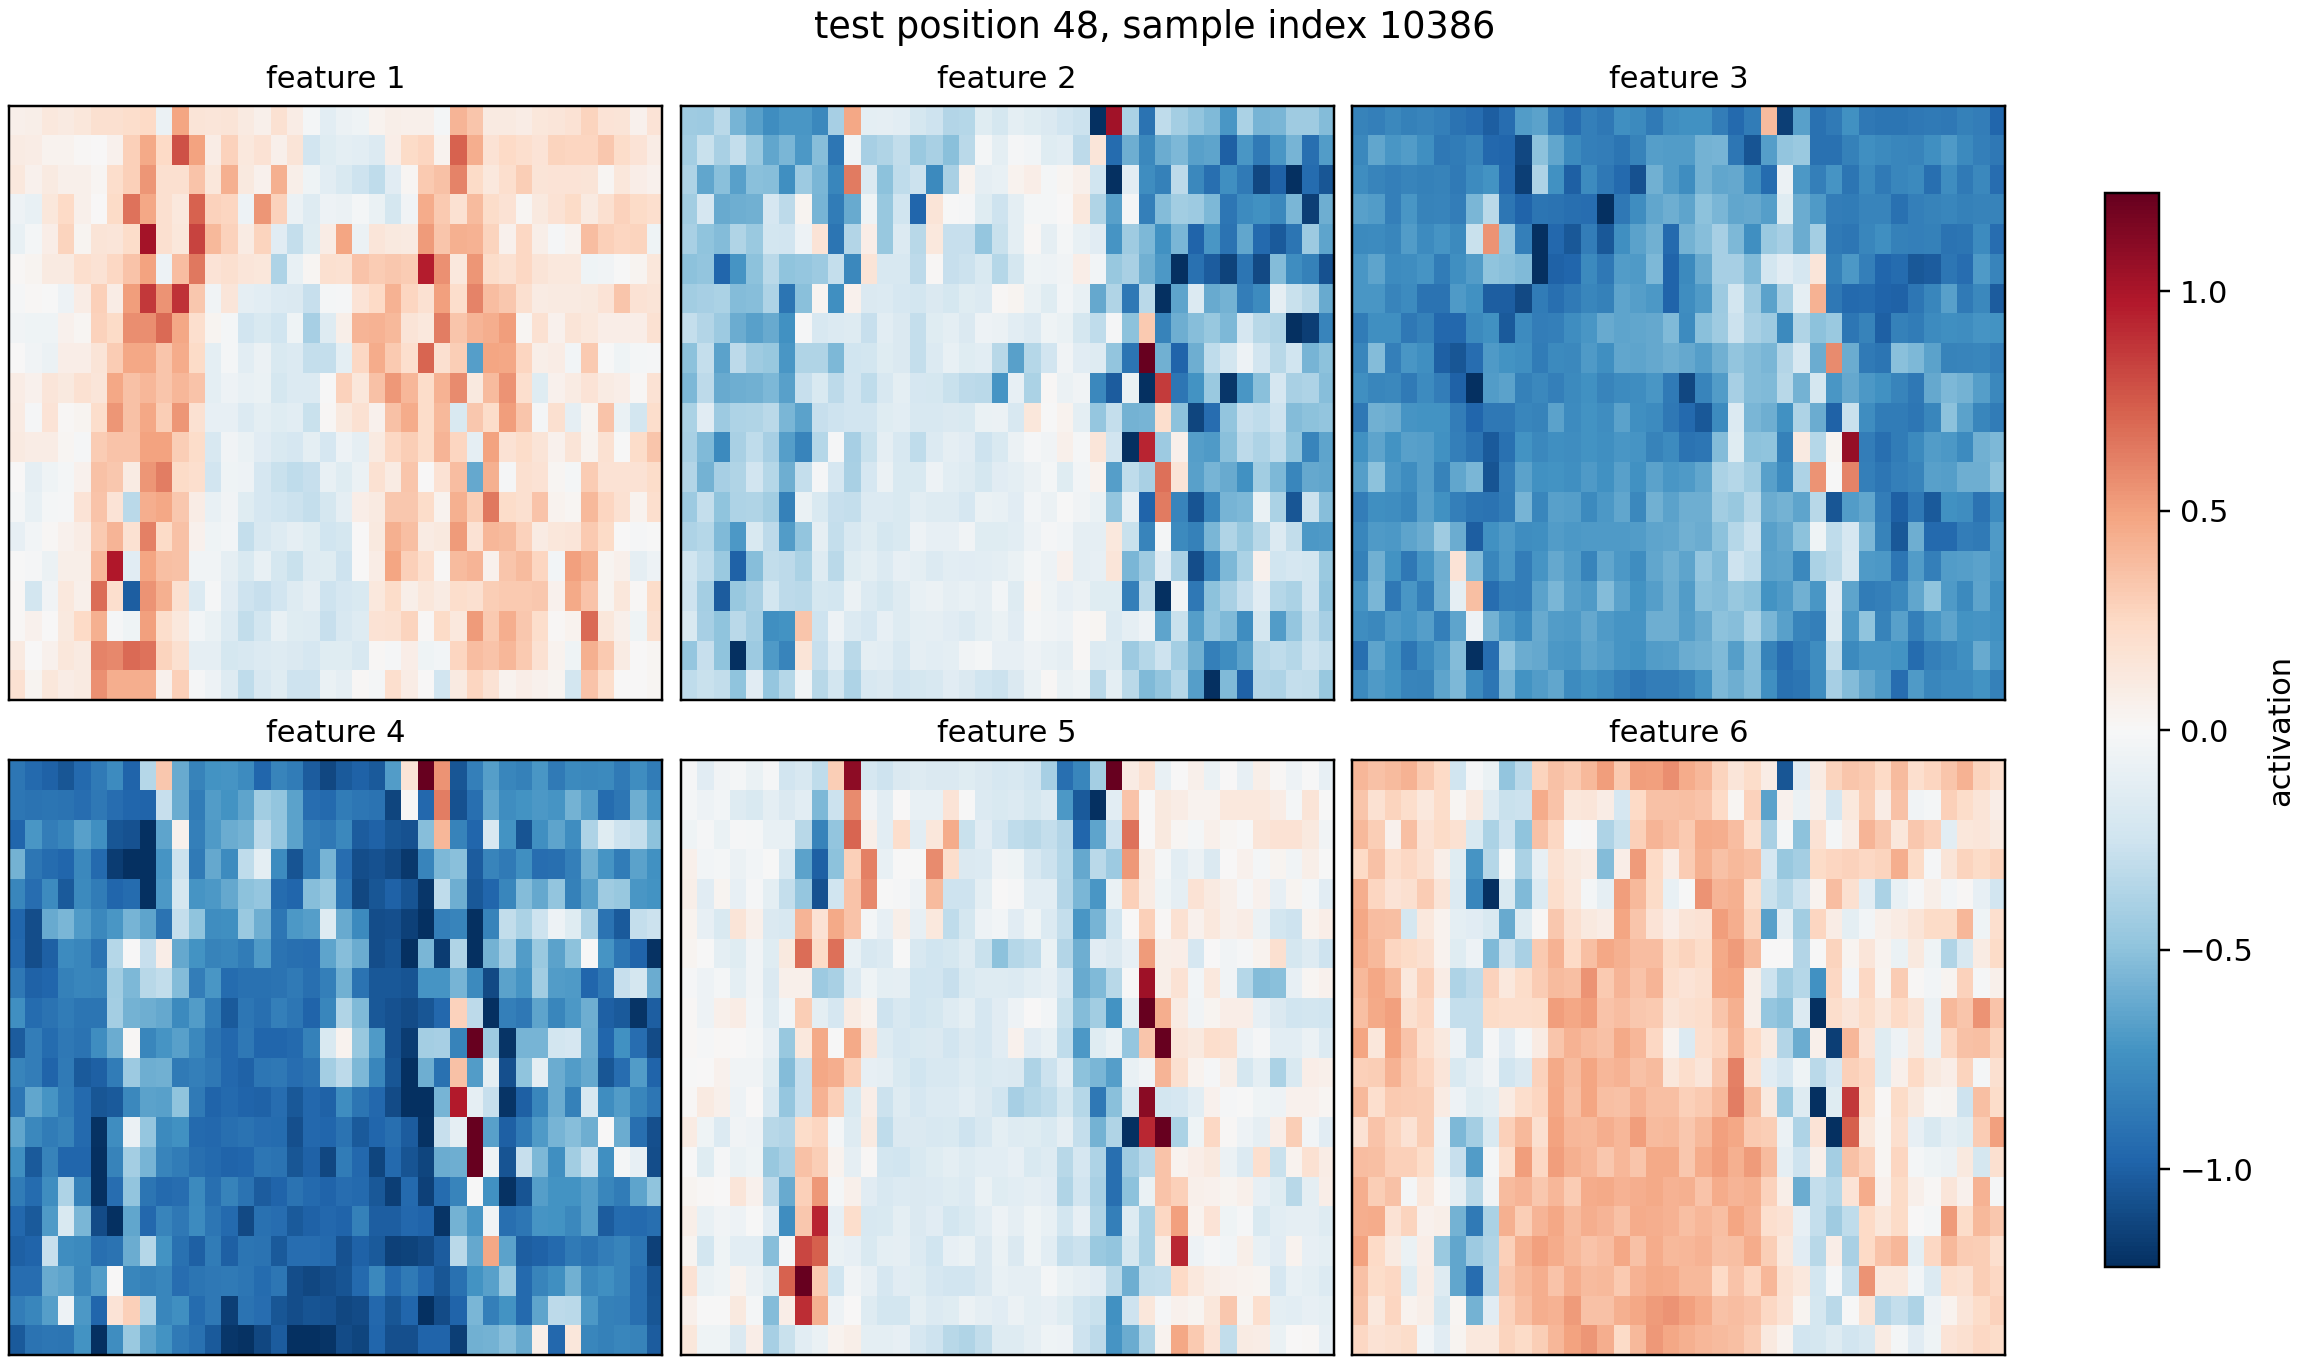 test position 48, sample index 10386
feature 1
feature 2
feature 3
feature 4
feature 5
feature 6
1.0
0.5
0.0
−0.5
−1.0
activation